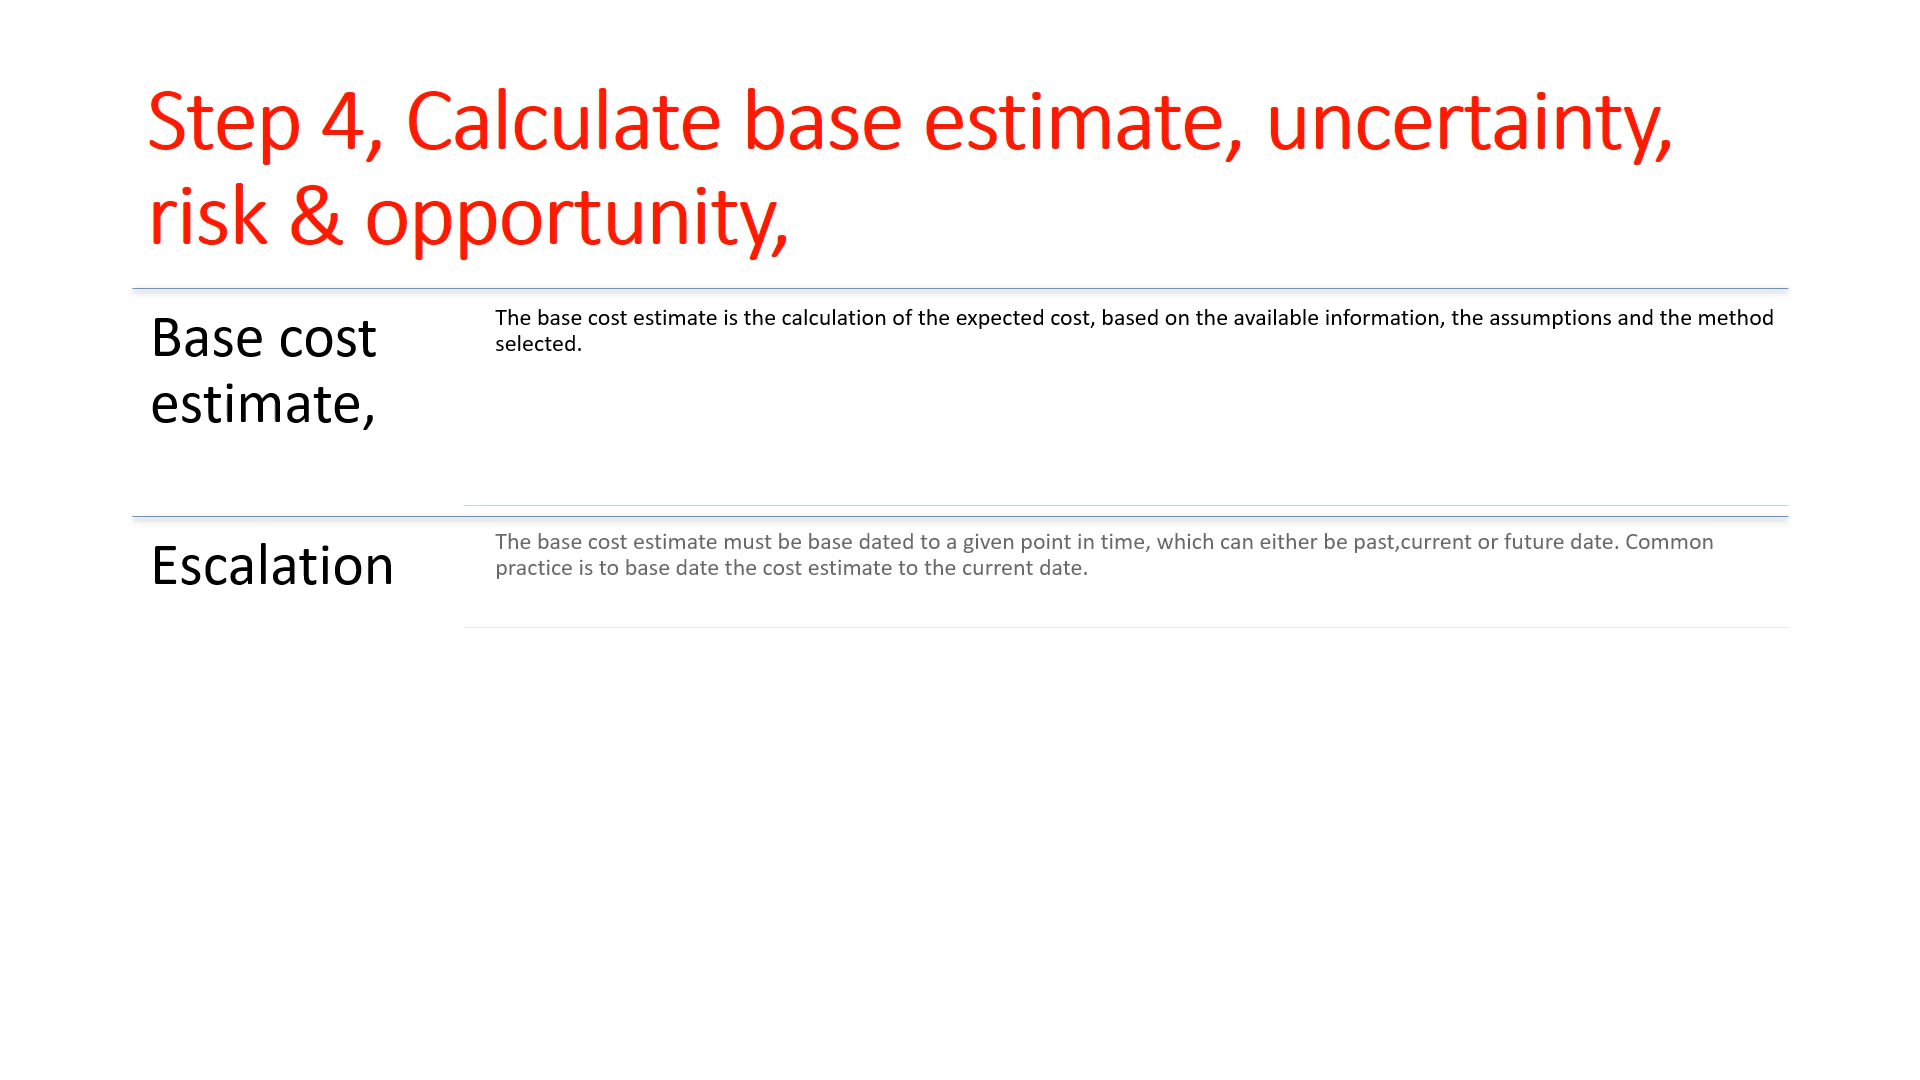 Step 4, Calculate base estimate, uncertainty,
risk & opportunity,
Base cost
estimate,
The base cost estimate is the calculation of the expected cost, based on the available information, the assumptions and the method
selected.
Escalation
The base cost estimate must be base dated to a given point in time, which can either be past,current or future date. Common
practice is to base date the cost estimate to the current date.